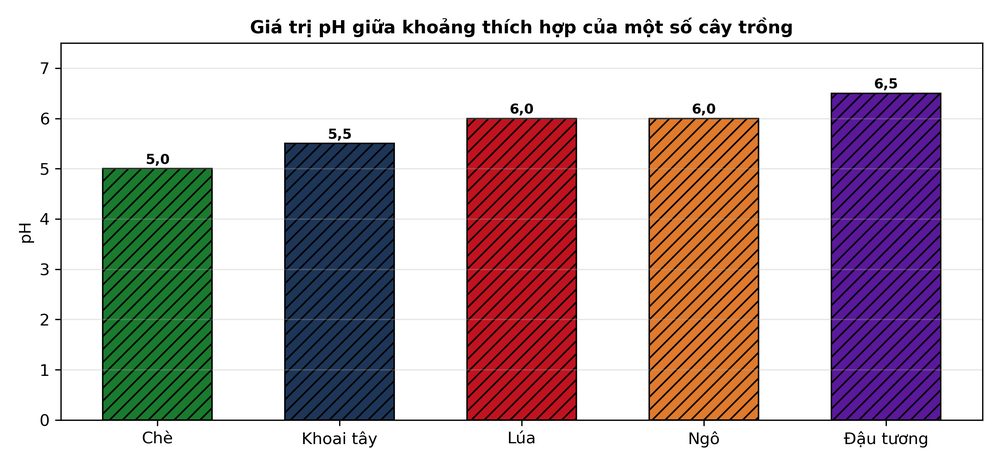 Giá trị pH giữa khoảng thích hợp của một số cây trồng
pH
7
6
5
4
3
2
1
0
5,0
5,5
6,0
6,0
6,5
Chè
Khoai tây
Lúa
Ngô
Đậu tương